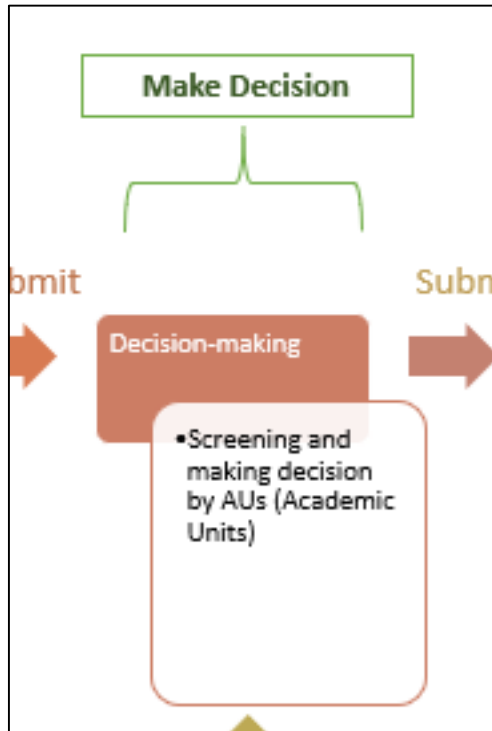 Make Decision
bmit
Subm
Decision-making
•Screening and
making decision
by AUs (Academic
Units)